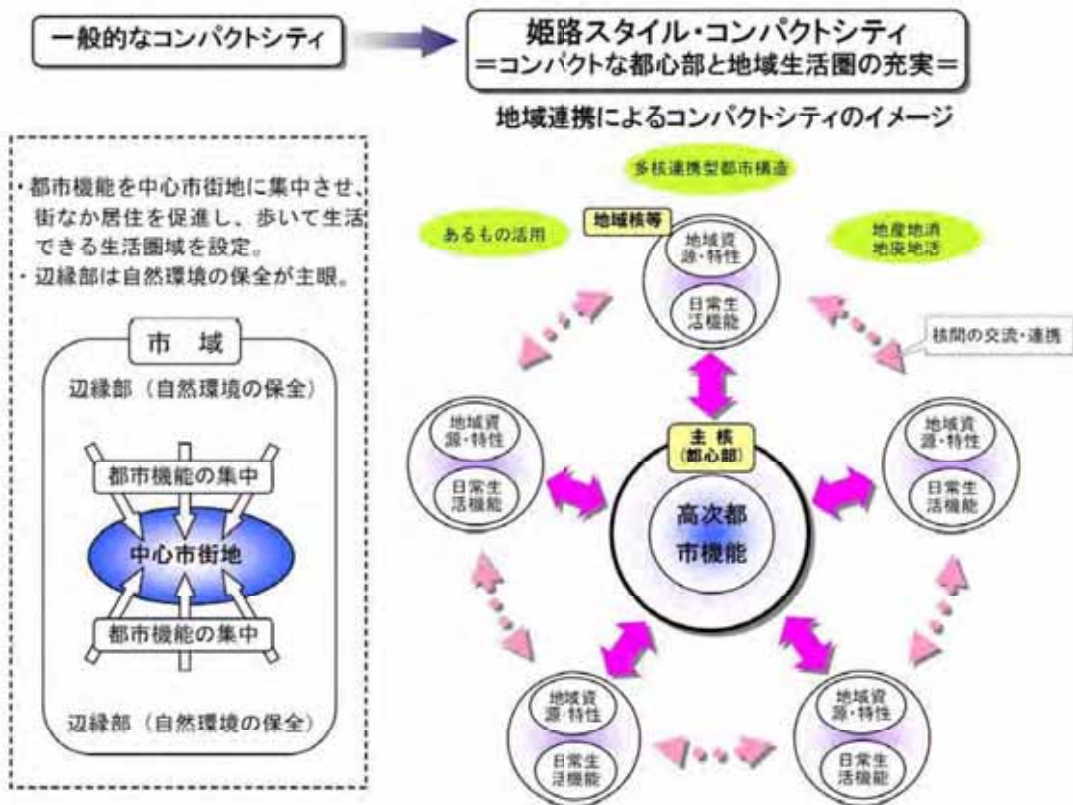 一般的なコンパクトシティ
姫路スタイル・コンパクトシティ
=コンパクトな都心部と地域生活圏の充実=
地域連携によるコンパクトシティのイメージ
・都市機能を中心市街地に集中させ、
街なか居住を促進し、歩いて生活
できる生活圏域を設定。
・辺縁部は自然環境の保全が主眼。
市 域
辺縁部（自然環境の保全）
都市機能の集中
中心市街地
都市機能の集中
辺縁部（自然環境の保全）
多核連携型都市構造
あるもの活用
地産地消
地廃地活
地域核等
地域資
源・特性
日常生
活機能
核間の交流・連携
地域資
源・特性
日常生
活機能
主 核
(都心部)
高次都
市機能
地域資
源・特性
日常生
活機能
地域資
源・特性
日常生
活機能
地域資
源・特性
日常生
活機能